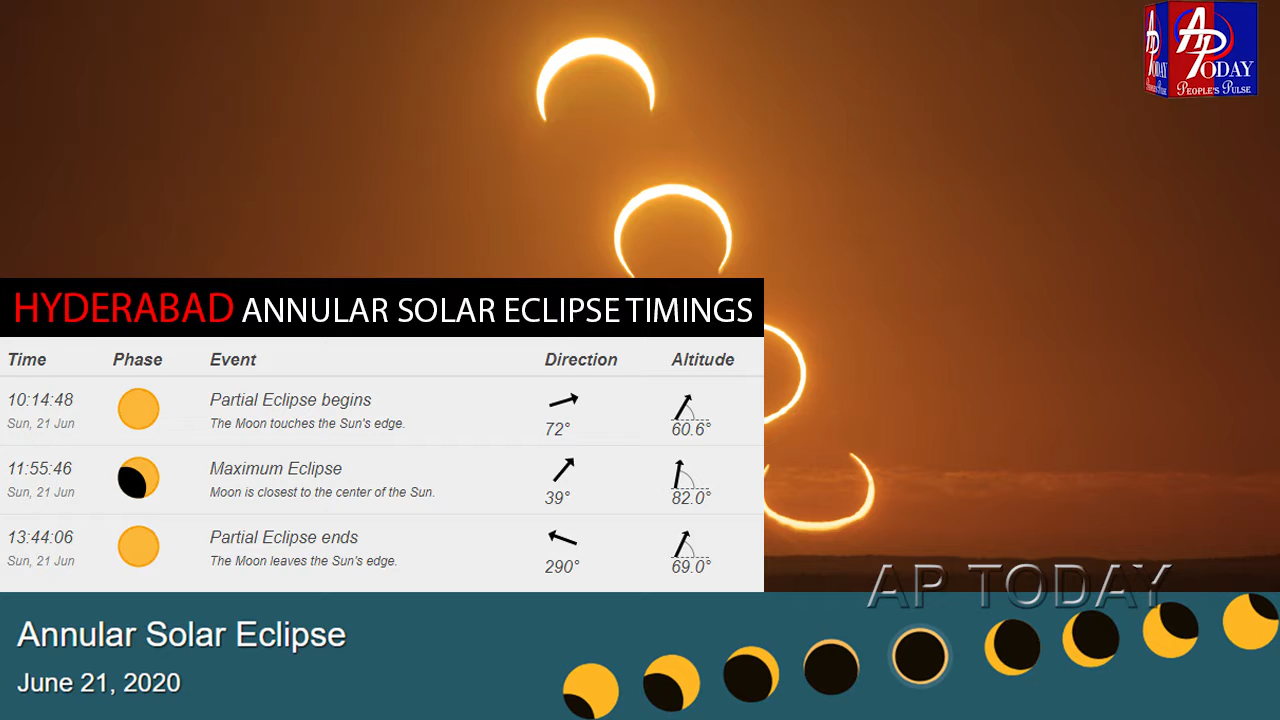 AP TODAY
PEOPLE'S PULSE
HYDERABAD ANNULAR SOLAR ECLIPSE TIMINGS
Time Phase Event Direction Altitude
10:14:48 Partial Eclipse begins
Sun, 21 Jun The Moon touches the Sun's edge. 72° 60.6°
11:55:46 Maximum Eclipse
Sun, 21 Jun Moon is closest to the center of the Sun. 39° 82.0°
13:44:06 Partial Eclipse ends
Sun, 21 Jun The Moon leaves the Sun's edge. 290° 69.0°
AP TODAY
Annular Solar Eclipse
June 21, 2020